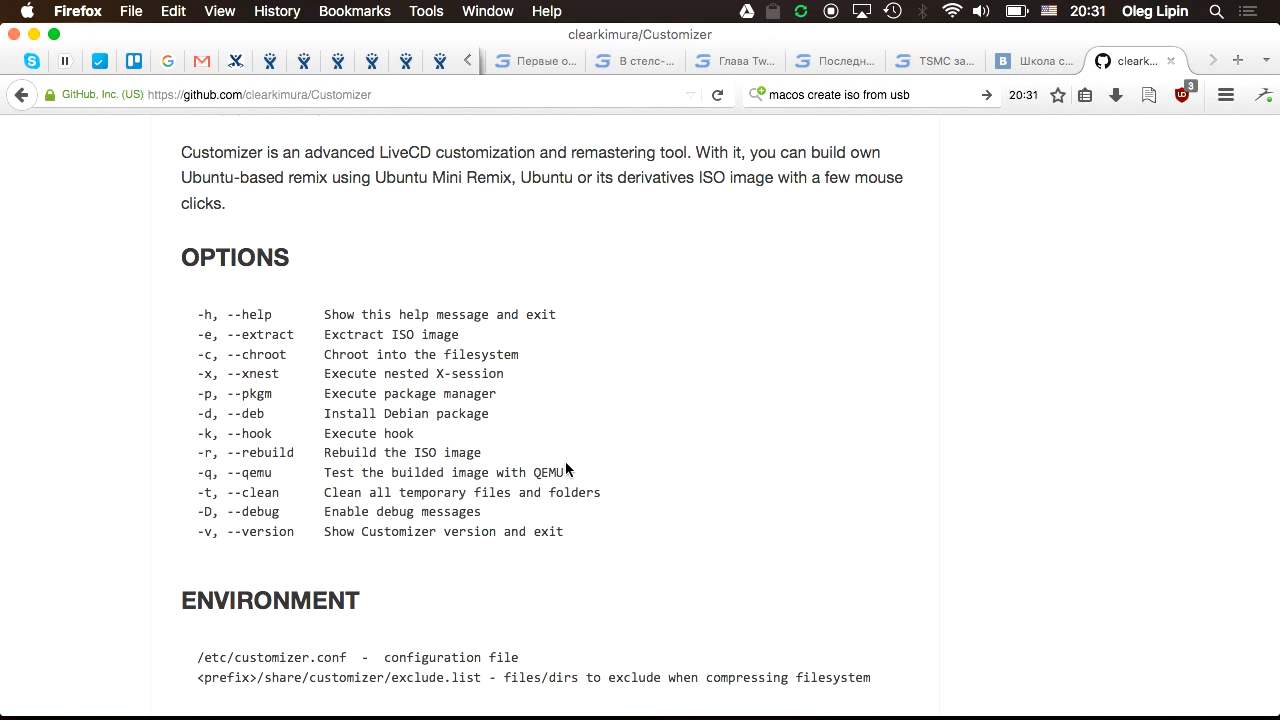 Firefox File Edit View History Bookmarks Tools Window Help 20:31 Oleg Lipin
clearkimura/Customizer
Первые о... В стелс-... Глава Tw... Последн... TSMC за... Школа с... cleark...
GitHub, Inc. (US) https://github.com/clearkimura/Customizer macos create iso from usb 20:31 3
Customizer is an advanced LiveCD customization and remastering tool. With it, you can build own
Ubuntu-based remix using Ubuntu Mini Remix, Ubuntu or its derivatives ISO image with a few mouse
clicks.
OPTIONS
-h, --help Show this help message and exit
-e, --extract Exctract ISO image
-c, --chroot Chroot into the filesystem
-x, --xnest Execute nested X-session
-p, --pkgm Execute package manager
-d, --deb Install Debian package
-k, --hook Execute hook
-r, --rebuild Rebuild the ISO image
-q, --qemu Test the builded image with QEMU
-t, --clean Clean all temporary files and folders
-D, --debug Enable debug messages
-v, --version Show Customizer version and exit
ENVIRONMENT
/etc/customizer.conf - configuration file
<prefix>/share/customizer/exclude.list - files/dirs to exclude when compressing filesystem